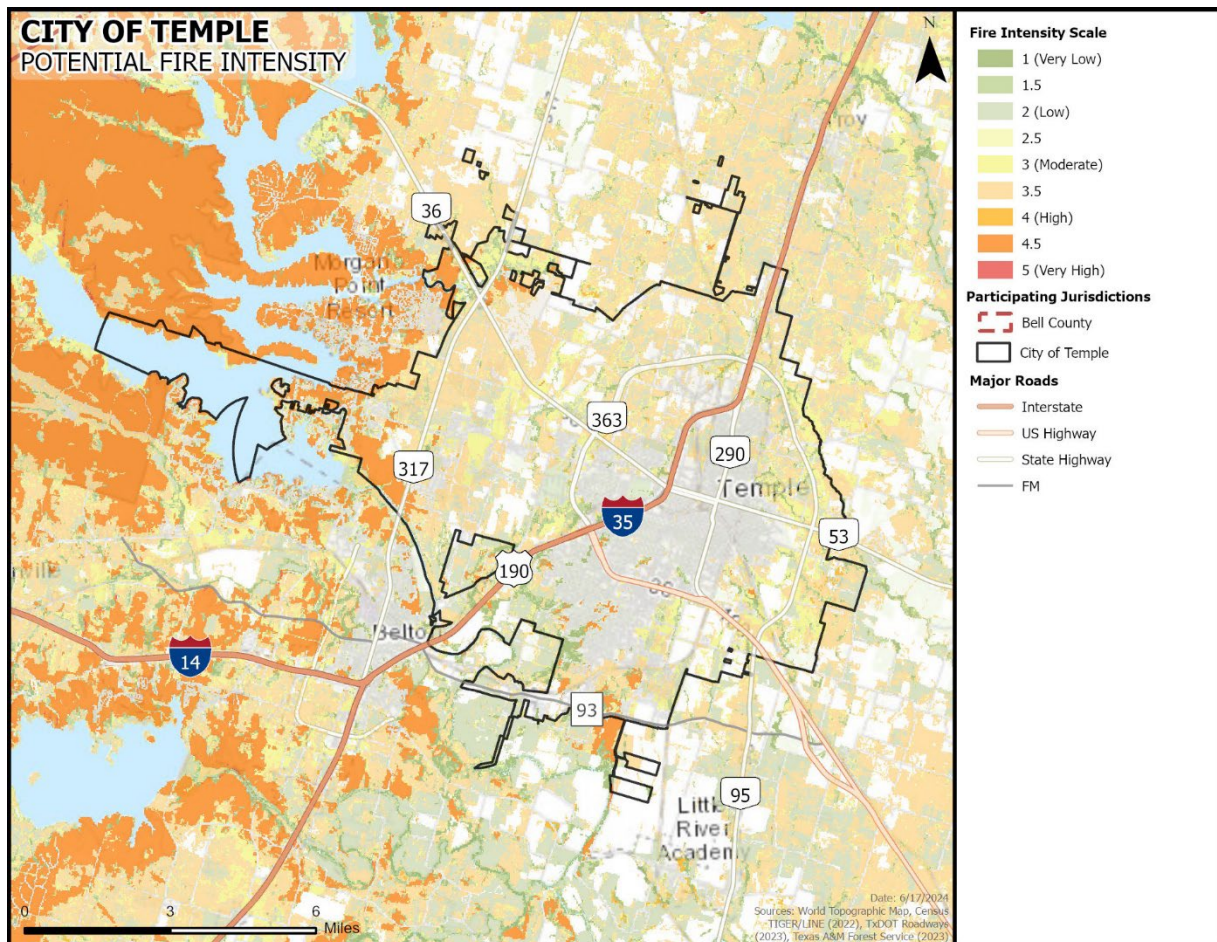 CITY OF TEMPLE
POTENTIAL FIRE INTENSITY
N
Troy
36
Morgan's
Point
Resort
363
317
290
Temple
35
53
190
Belton
14
93
95
Little
River
Academy
0 3 6
Miles
Date: 6/17/2024
Sources: World Topographic Map, Census
TIGER/LINE (2022), TxDOT Roadways
(2023), Texas A&M Forest Service (2023)
Fire Intensity Scale
1 (Very Low)
1.5
2 (Low)
2.5
3 (Moderate)
3.5
4 (High)
4.5
5 (Very High)
Participating Jurisdictions
Bell County
City of Temple
Major Roads
Interstate
US Highway
State Highway
FM